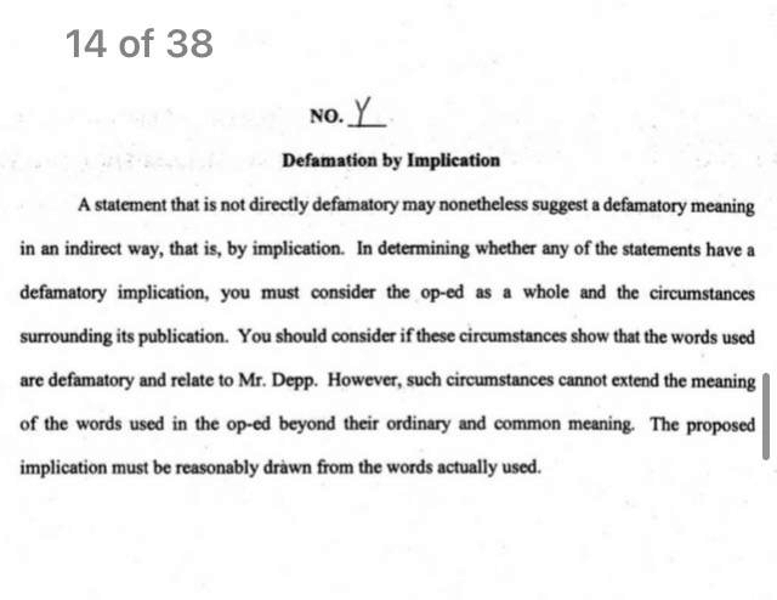 14 of 38
NO. Y
Defamation by Implication
A statement that is not directly defamatory may nonetheless suggest a defamatory meaning
in an indirect way, that is, by implication. In determining whether any of the statements have a
defamatory implication, you must consider the op-ed as a whole and the circumstances
surrounding its publication. You should consider if these circumstances show that the words used
are defamatory and relate to Mr. Depp. However, such circumstances cannot extend the meaning
of the words used in the op-ed beyond their ordinary and common meaning. The proposed
implication must be reasonably drawn from the words actually used.